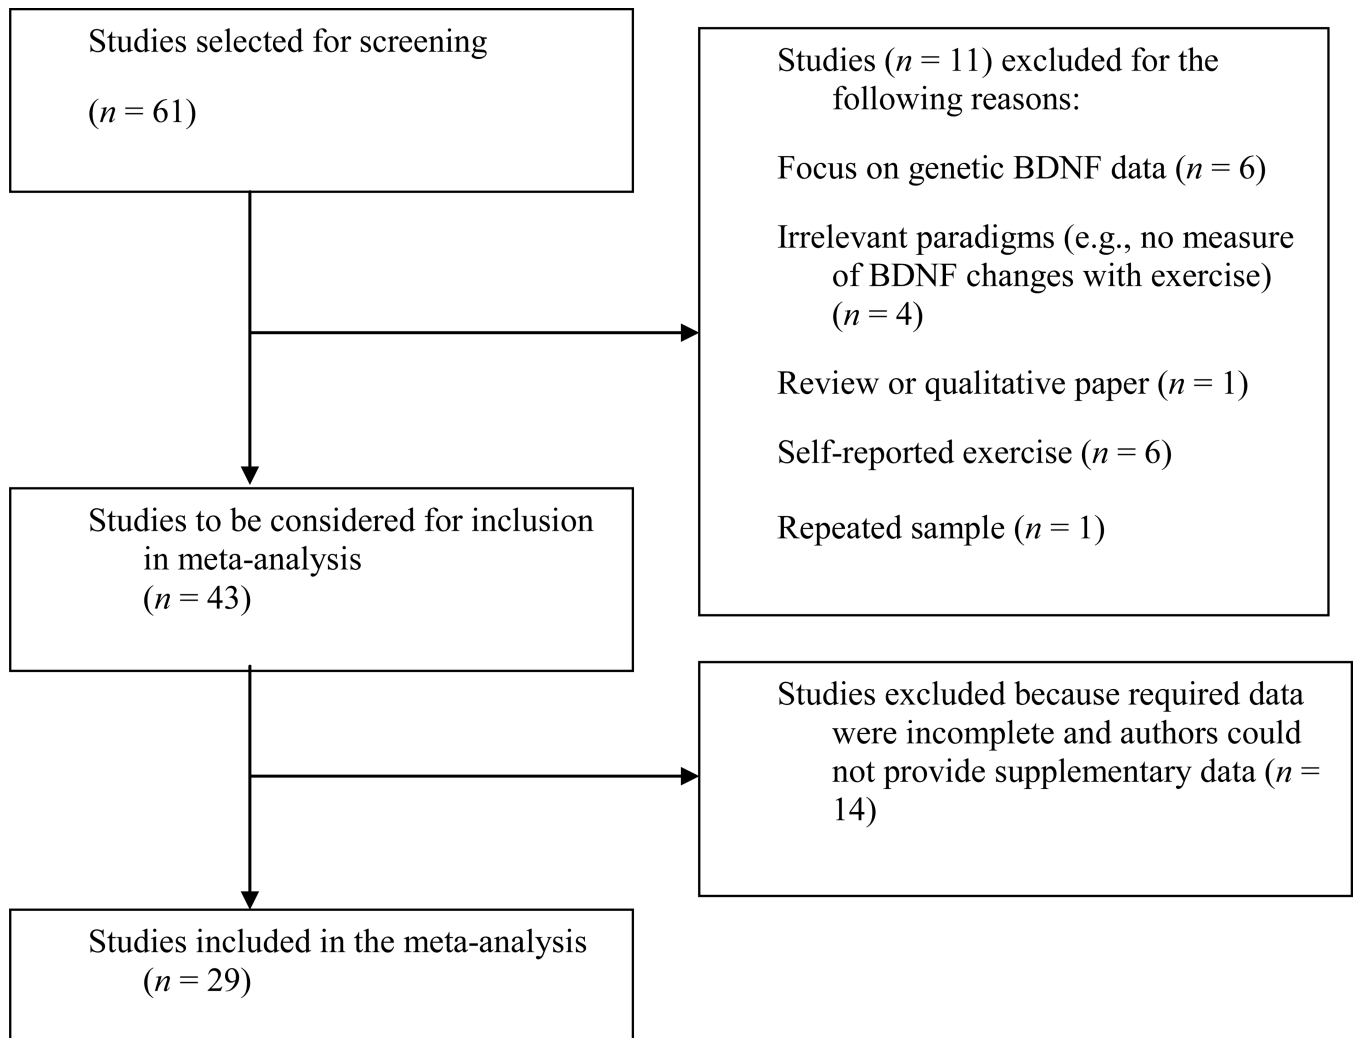 Studies selected for screening
(n = 61)
Studies (n = 11) excluded for the
following reasons:
Focus on genetic BDNF data (n = 6)
Irrelevant paradigms (e.g., no measure
of BDNF changes with exercise)
(n = 4)
Review or qualitative paper (n = 1)
Self-reported exercise (n = 6)
Repeated sample (n = 1)
Studies to be considered for inclusion
in meta-analysis
(n = 43)
Studies excluded because required data
were incomplete and authors could
not provide supplementary data (n =
14)
Studies included in the meta-analysis
(n = 29)